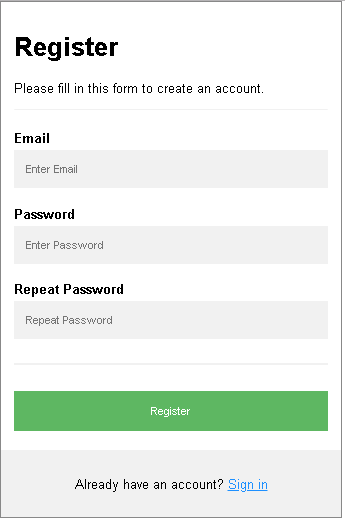 Register
Please fill in this form to create an account.
Email
Enter Email
Password
Enter Password
Repeat Password
Repeat Password
Register
Already have an account? Sign in